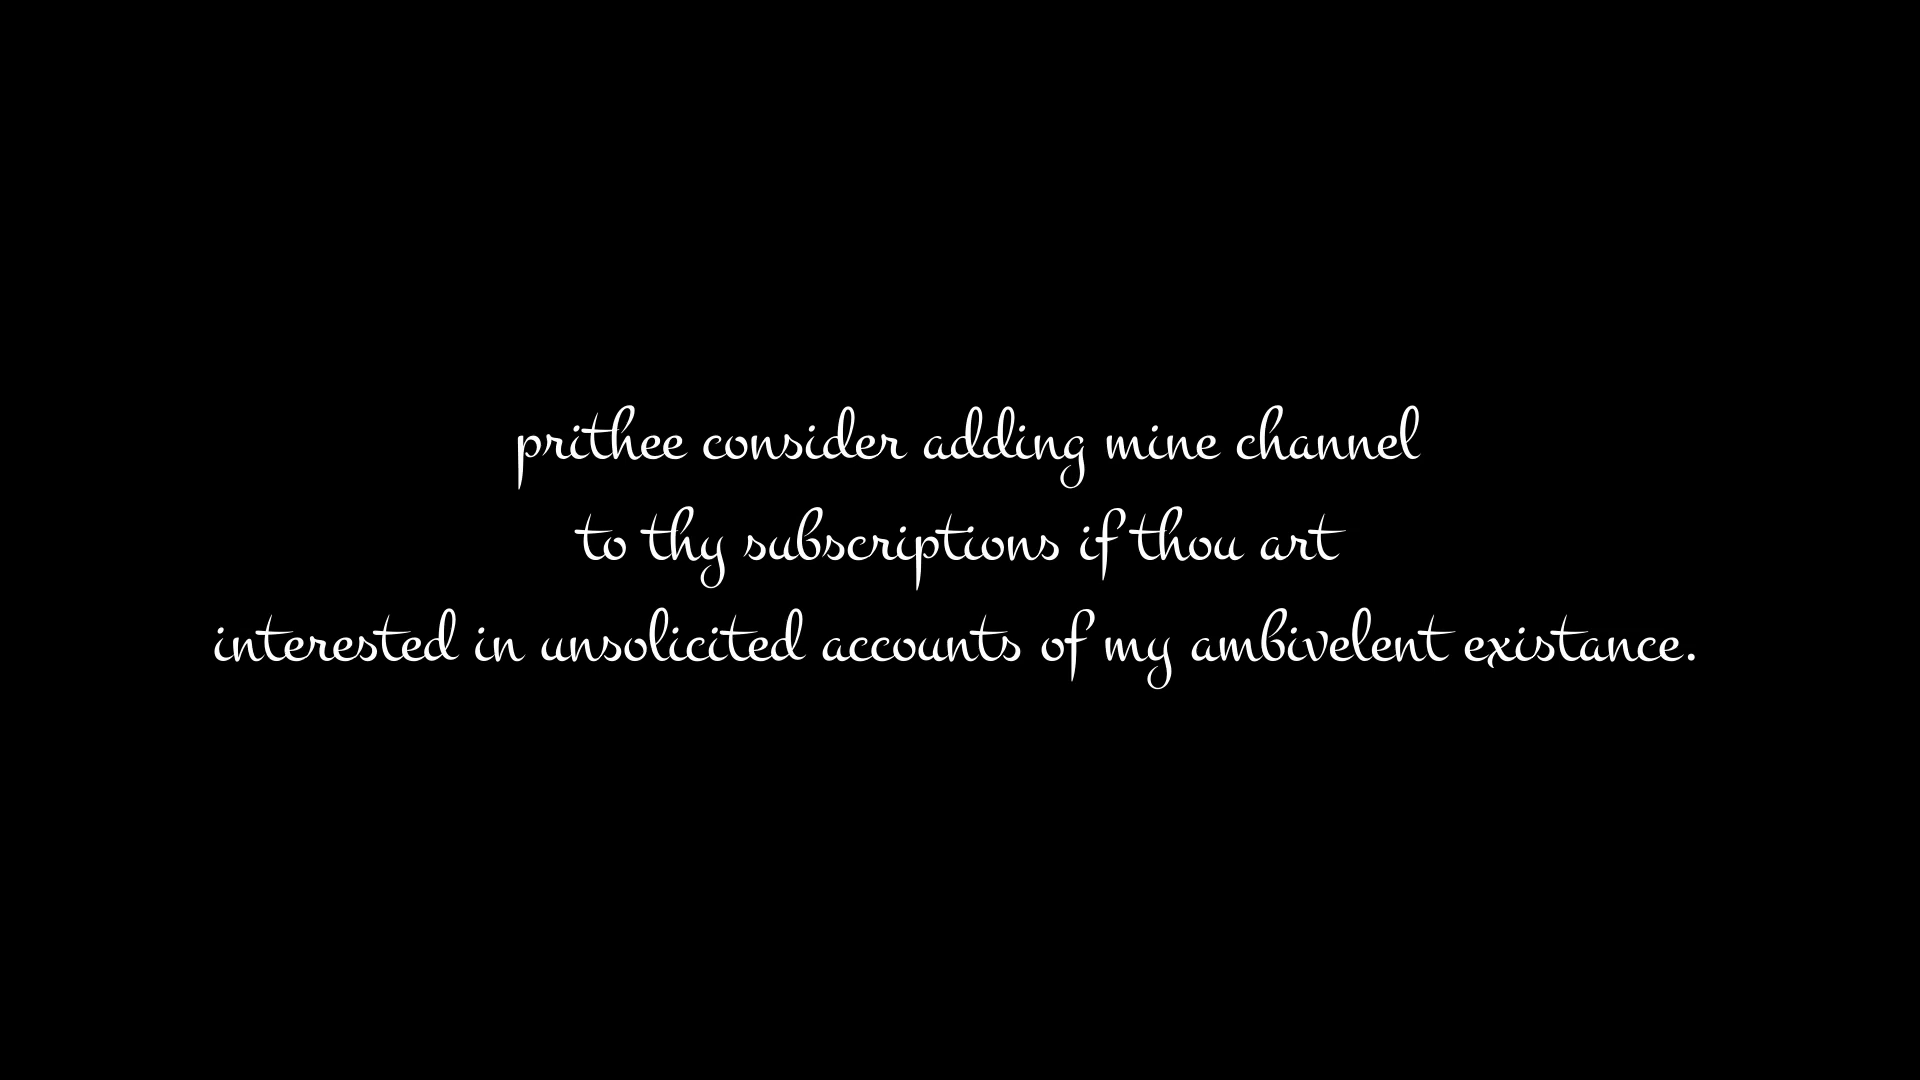 prithee consider adding mine channel
to thy subscriptions if thou art
interested in unsolicited accounts of my ambivelent existance.